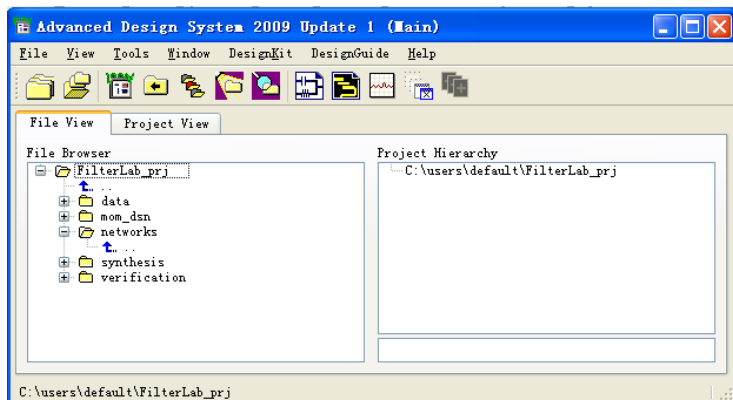 Advanced Design System 2009 Update 1 (Main)
File View Tools Window DesignKit DesignGuide Help
File View Project View
File Browser Project Hierarchy
FilterLab_prj C:\users\default\FilterLab_prj
..
data
mom_dsn
networks
..
synthesis
verification
C:\users\default\FilterLab_prj